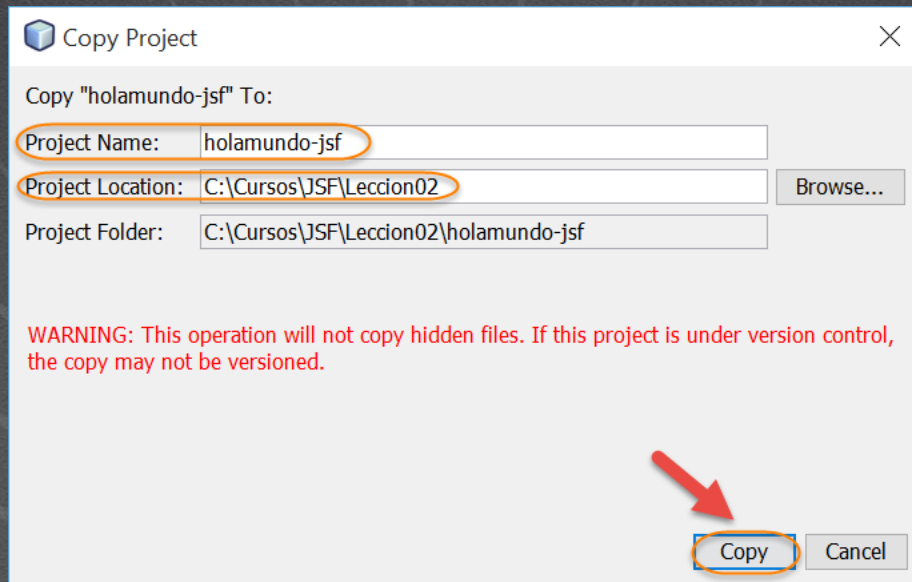 Copy Project
Copy "holamundo-jsf" To:
Project Name: holamundo-jsf
Project Location: C:\Cursos\JSF\Leccion02 Browse...
Project Folder: C:\Cursos\JSF\Leccion02\holamundo-jsf
WARNING: This operation will not copy hidden files. If this project is under version control,
the copy may not be versioned.
Copy Cancel